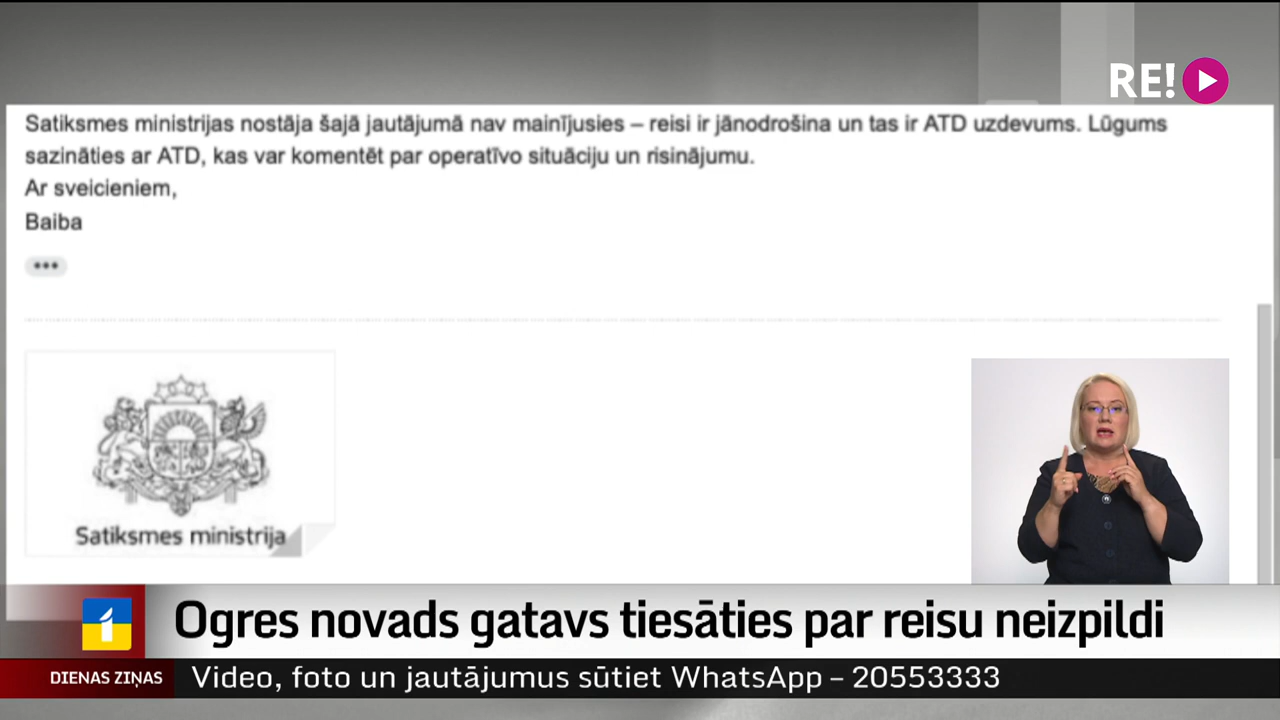 RE!
Satiksmes ministrijas nostāja šajā jautājumā nav mainījusies – reisi ir jānodrošina un tas ir ATD uzdevums. Lūgums
sazināties ar ATD, kas var komentēt par operatīvo situāciju un risinājumu.
Ar sveicieniem,
Baiba
•••
Satiksmes ministrija
1
Ogres novads gatavs tiesāties par reisu neizpildi
DIENAS ZIŅAS
Video, foto un jautājumus sūtiet WhatsApp – 20553333